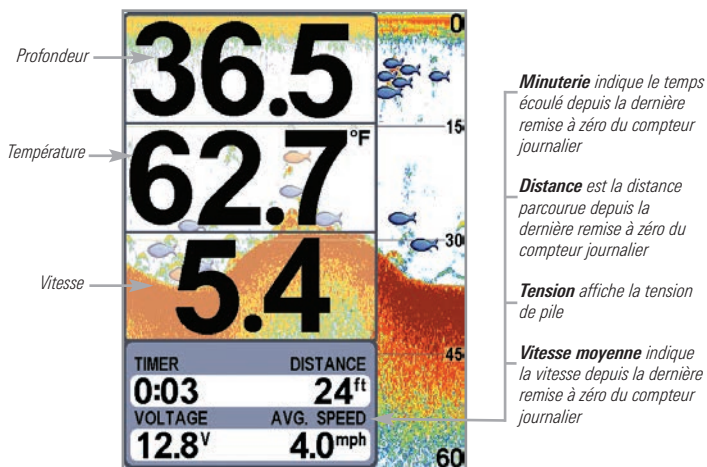 Profondeur
36.5
Température
62.7°F
Vitesse
5.4
TIMER DISTANCE
0:03 24ft
VOLTAGE AVG. SPEED
12.8V 4.0mph
0
15
30
45
60
Minuterie indique le temps
écoulé depuis la dernière
remise à zéro du compteur
journalier
Distance est la distance
parcourue depuis la
dernière remise à zéro du
compteur journalier
Tension affiche la tension
de pile
Vitesse moyenne indique
la vitesse depuis la dernière
remise à zéro du compteur
journalier